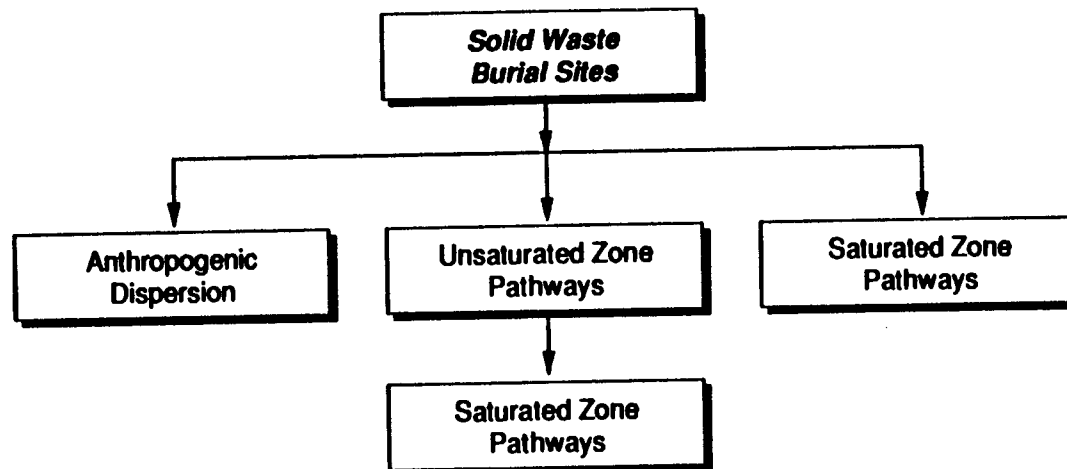 Solid Waste
Burial Sites
Anthropogenic
Dispersion
Unsaturated Zone
Pathways
Saturated Zone
Pathways
Saturated Zone
Pathways